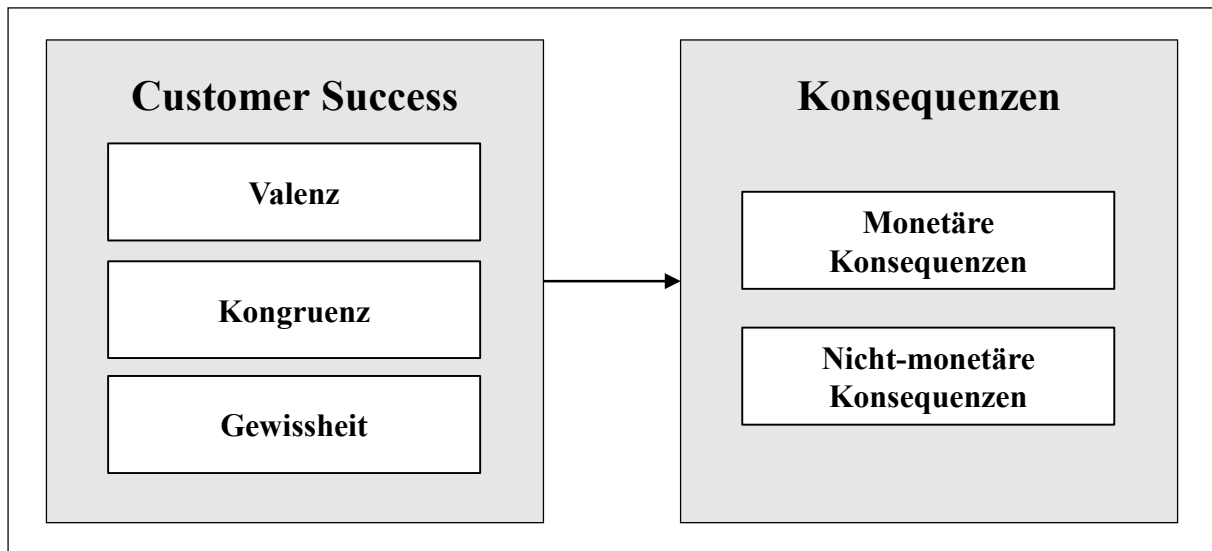 Customer Success
Valenz
Kongruenz
Gewissheit
Konsequenzen
Monetäre
Konsequenzen
Nicht-monetäre
Konsequenzen